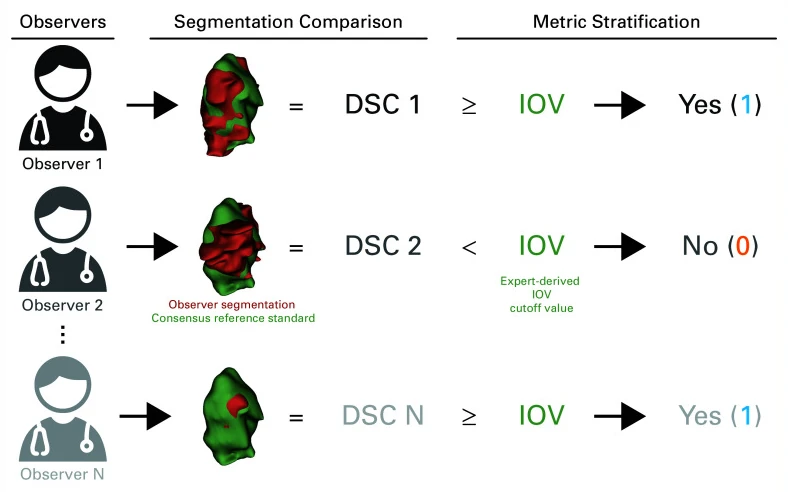 Observers
Segmentation Comparison
Metric Stratification
= DSC 1 ≥ IOV Yes (1)
Observer 1
= DSC 2 < IOV No (0)
Observer 2
Observer segmentation
Consensus reference standard
Expert-derived
IOV
cutoff value
⋮
= DSC N ≥ IOV Yes (1)
Observer N